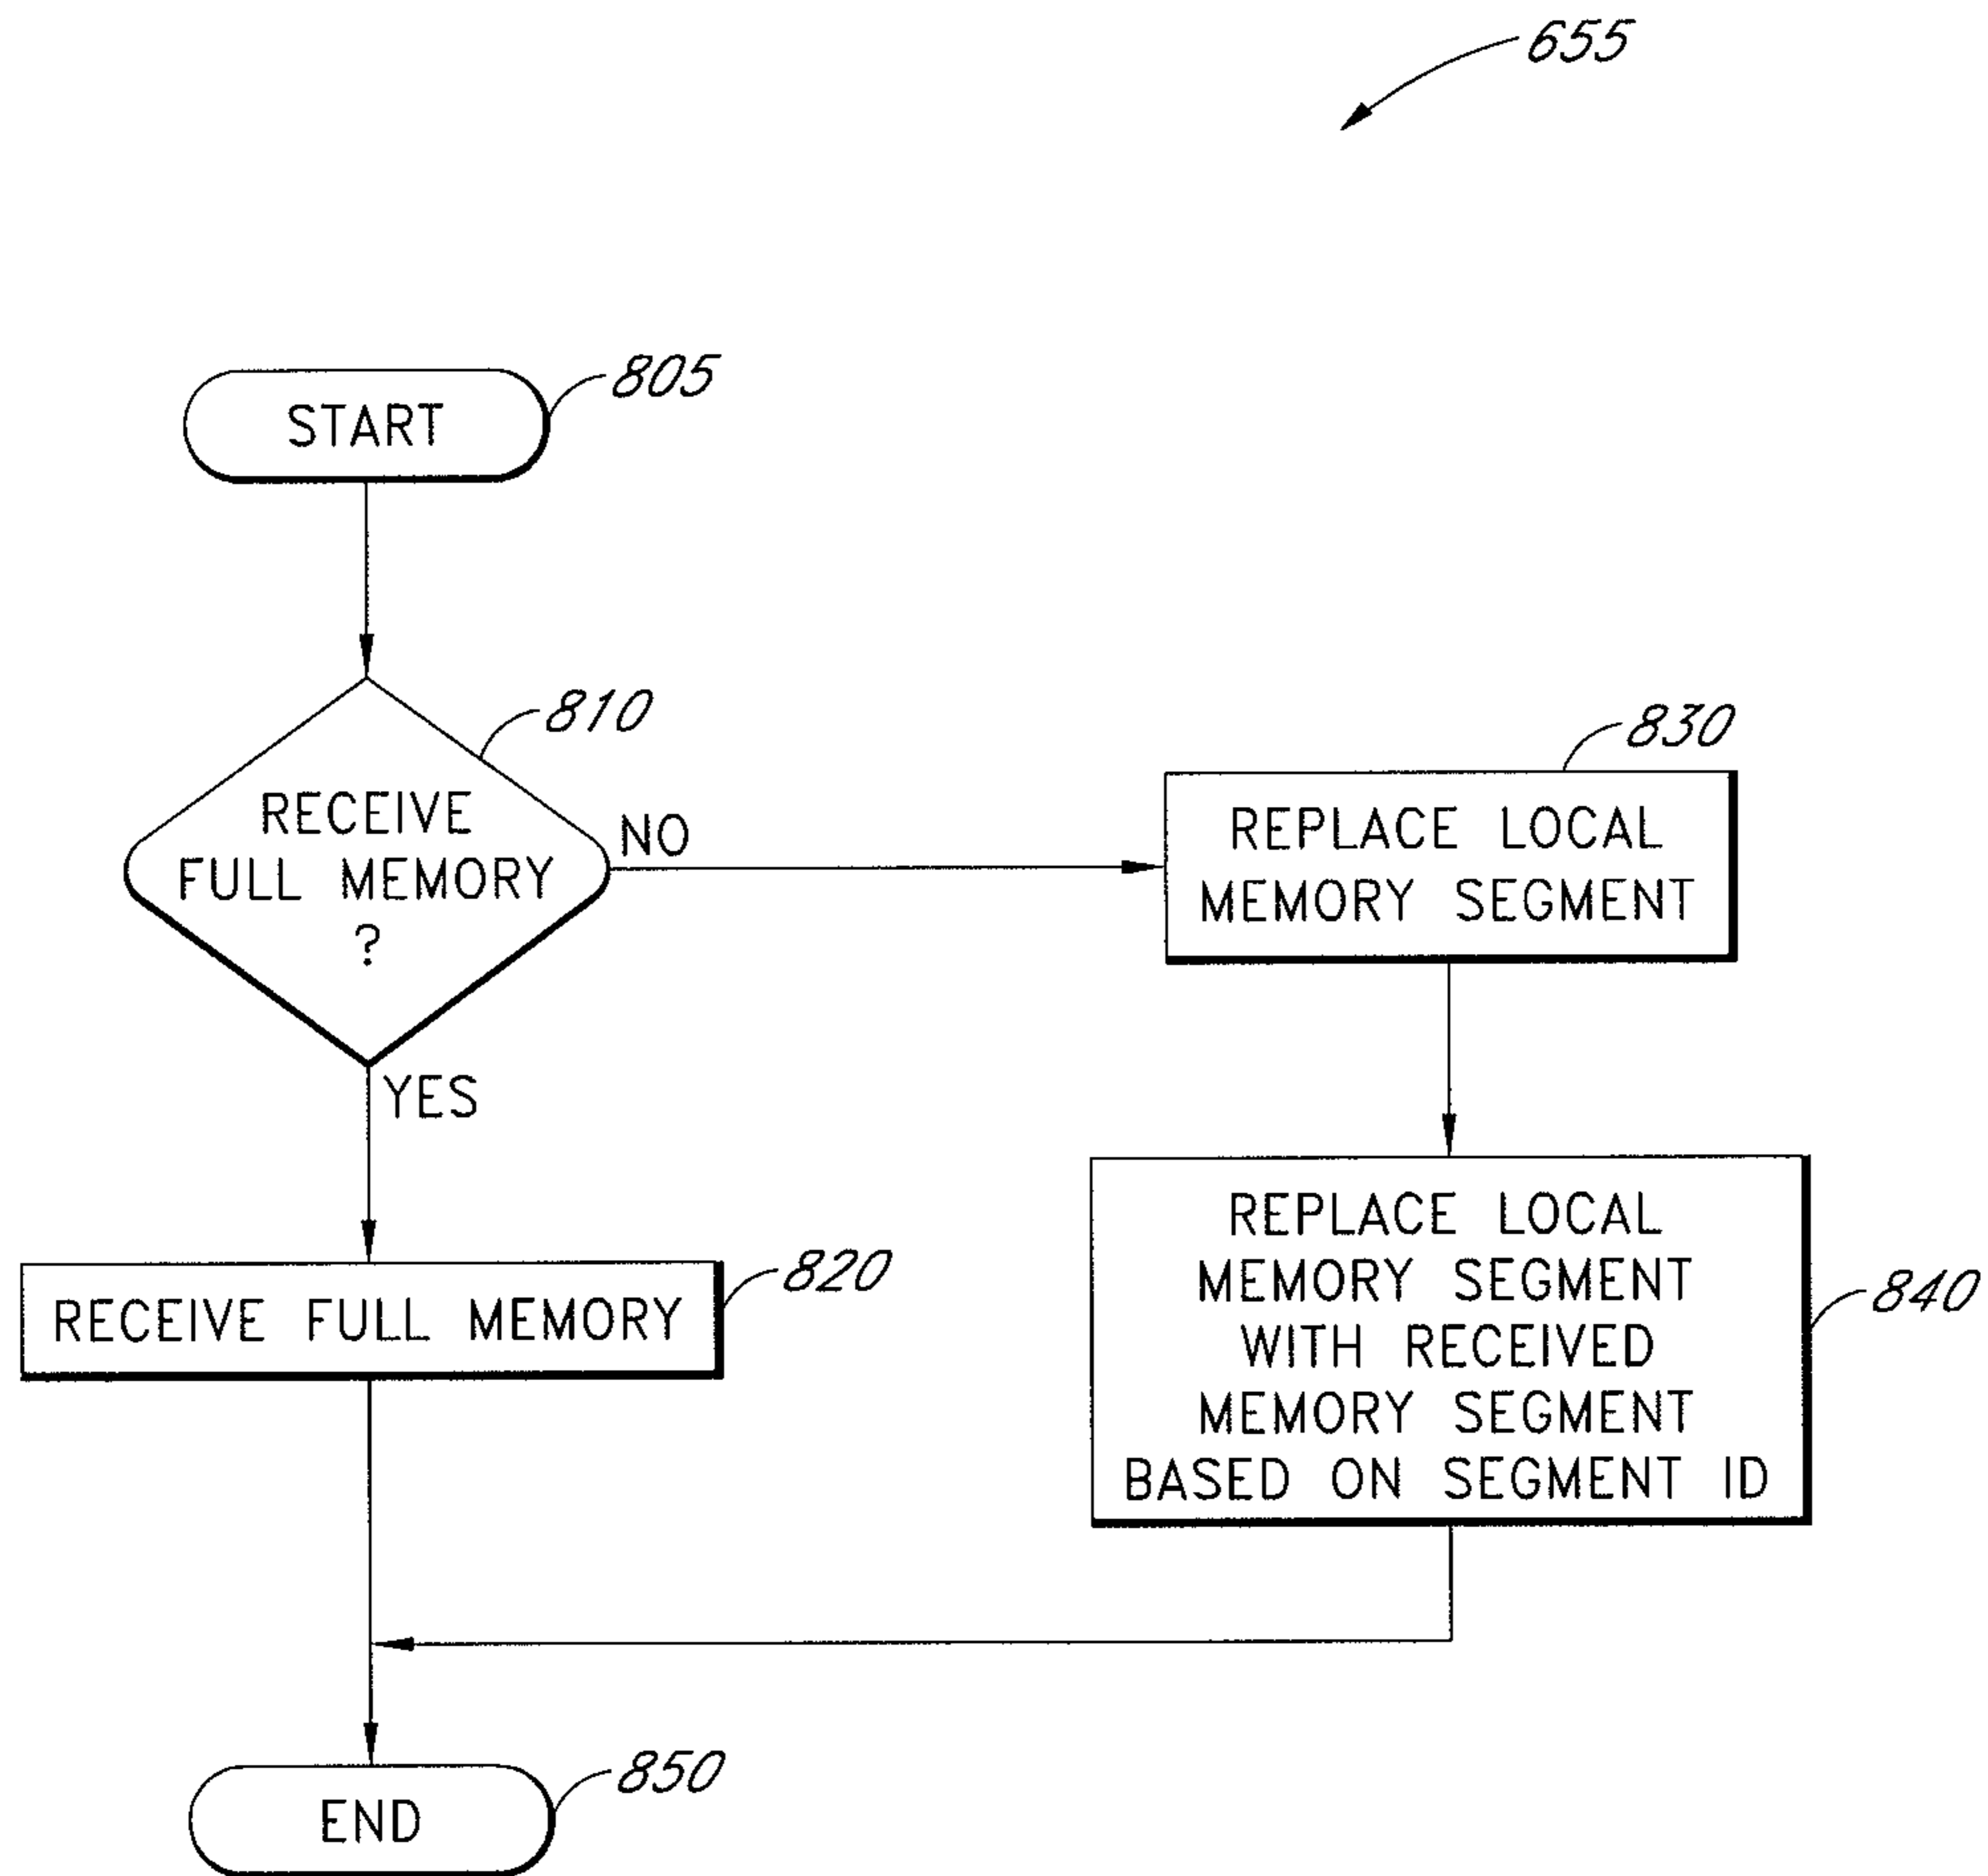 655
START
805
RECEIVE
FULL MEMORY
?
810
NO
YES
REPLACE LOCAL
MEMORY SEGMENT
830
RECEIVE FULL MEMORY
820
REPLACE LOCAL
MEMORY SEGMENT
WITH RECEIVED
MEMORY SEGMENT
BASED ON SEGMENT ID
840
END
850